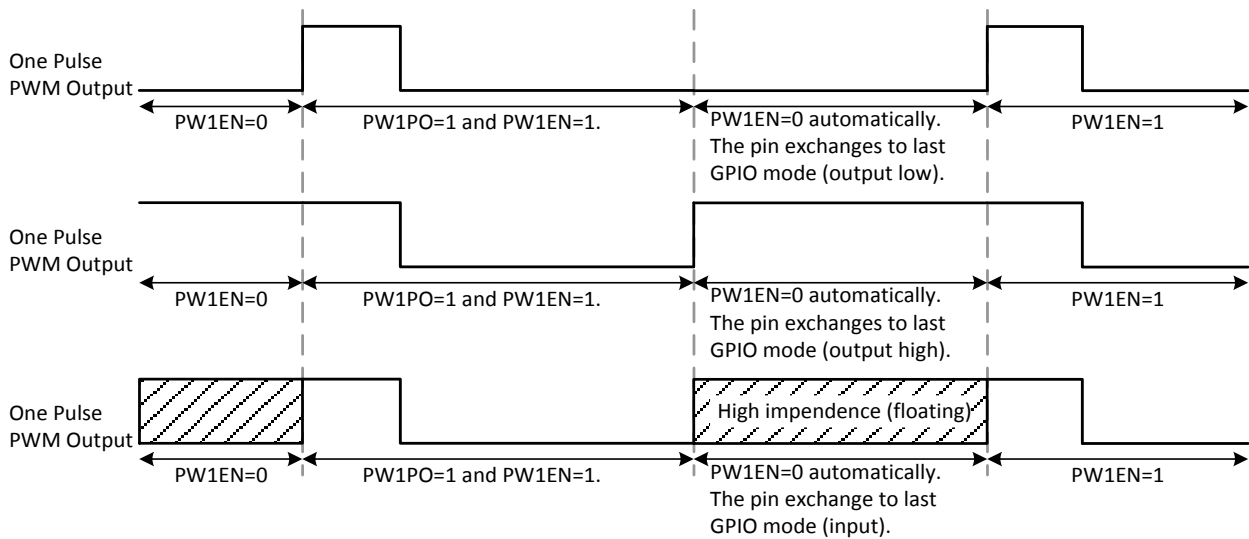 One Pulse
PWM Output
PW1EN=0
PW1PO=1 and PW1EN=1.
PW1EN=0 automatically.
The pin exchanges to last
GPIO mode (output low).
PW1EN=1
One Pulse
PWM Output
PW1EN=0
PW1PO=1 and PW1EN=1.
PW1EN=0 automatically.
The pin exchanges to last
GPIO mode (output high).
PW1EN=1
One Pulse
PWM Output
High impendence (floating)
PW1EN=0
PW1PO=1 and PW1EN=1.
PW1EN=0 automatically.
The pin exchange to last
GPIO mode (input).
PW1EN=1